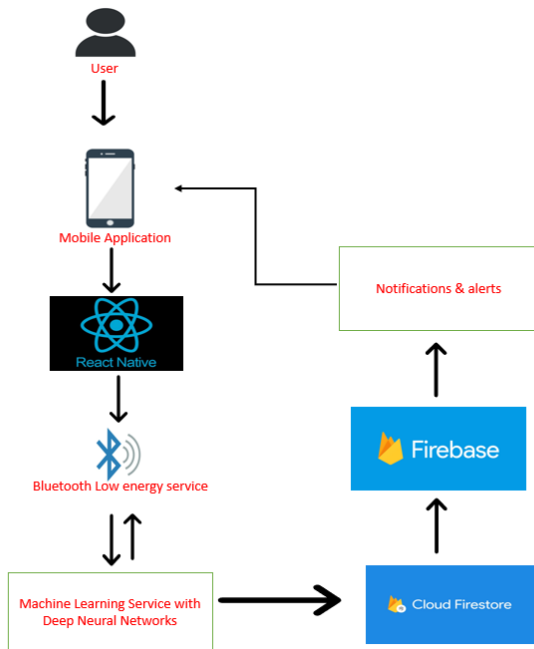 User
Mobile Application
React Native
Bluetooth Low energy service
Machine Learning Service with
Deep Neural Networks
Cloud Firestore
Firebase
Notifications & alerts